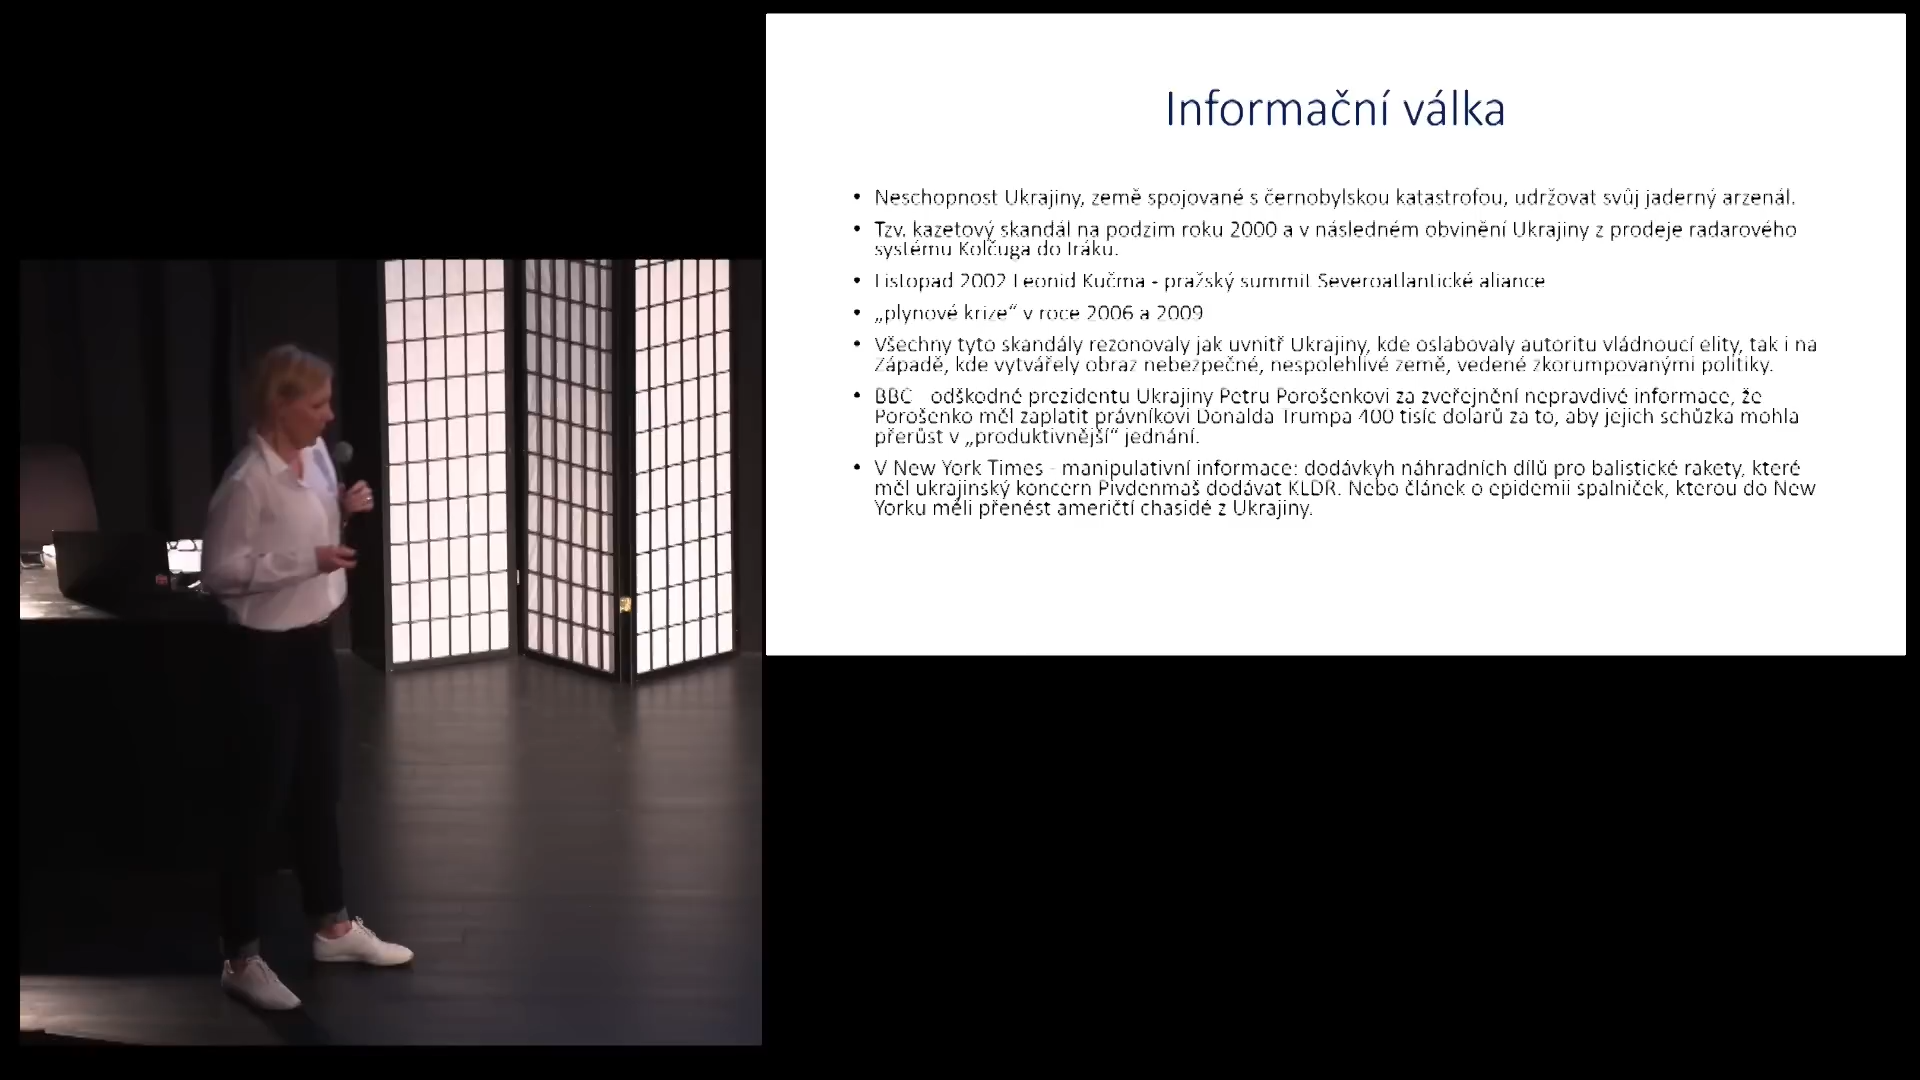 Informační válka
• Neschopnost Ukrajiny, země spojované s černobylskou katastrofou, udržovat svůj jaderný arzenál.
• Tzv. kazetový skandál na podzim roku 2000 a v následném obvinění Ukrajiny z prodeje radarového
systému Kolčuga do Iráku.
• Listopad 2002 Leonid Kučma - pražský summit Severoatlantické aliance
• „plynové krize“ v roce 2006 a 2009
• Všechny tyto skandály rezonovaly jak uvnitř Ukrajiny, kde oslabovaly autoritu vládnoucí elity, tak i na
Západě, kde vytvářely obraz nebezpečné, nespolehlivé země, vedené zkorumpovanými politiky.
• BBC - odškodné prezidentu Ukrajiny Petru Porošenkovi za zveřejnění nepravdivé informace, že
Porošenko měl zaplatit právníkovi Donalda Trumpa 400 tisíc dolarů za to, aby jejich schůzka mohla
přerůst v „produktivnější“ jednání.
• V New York Times - manipulativní informace: dodávkyh náhradních dílů pro balistické rakety, které
měl ukrajinský koncern Pivdenmaš dodávat KLDR. Nebo článek o epidemii spalniček, kterou do New
Yorku měli přenést američtí chasidé z Ukrajiny.